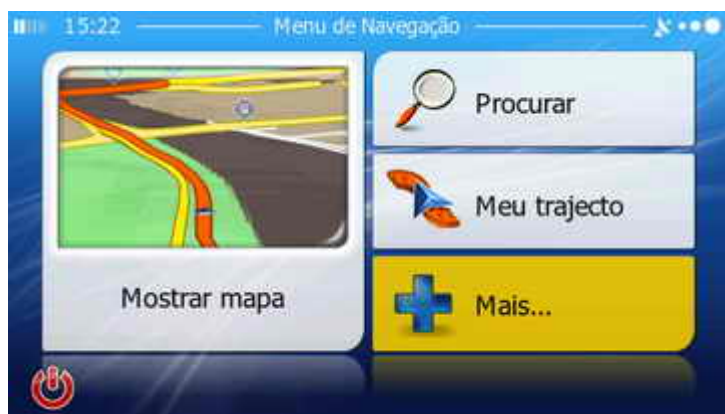 15:22 Menu de Navegação
Procurar
Meu trajecto
Mostrar mapa
Mais...